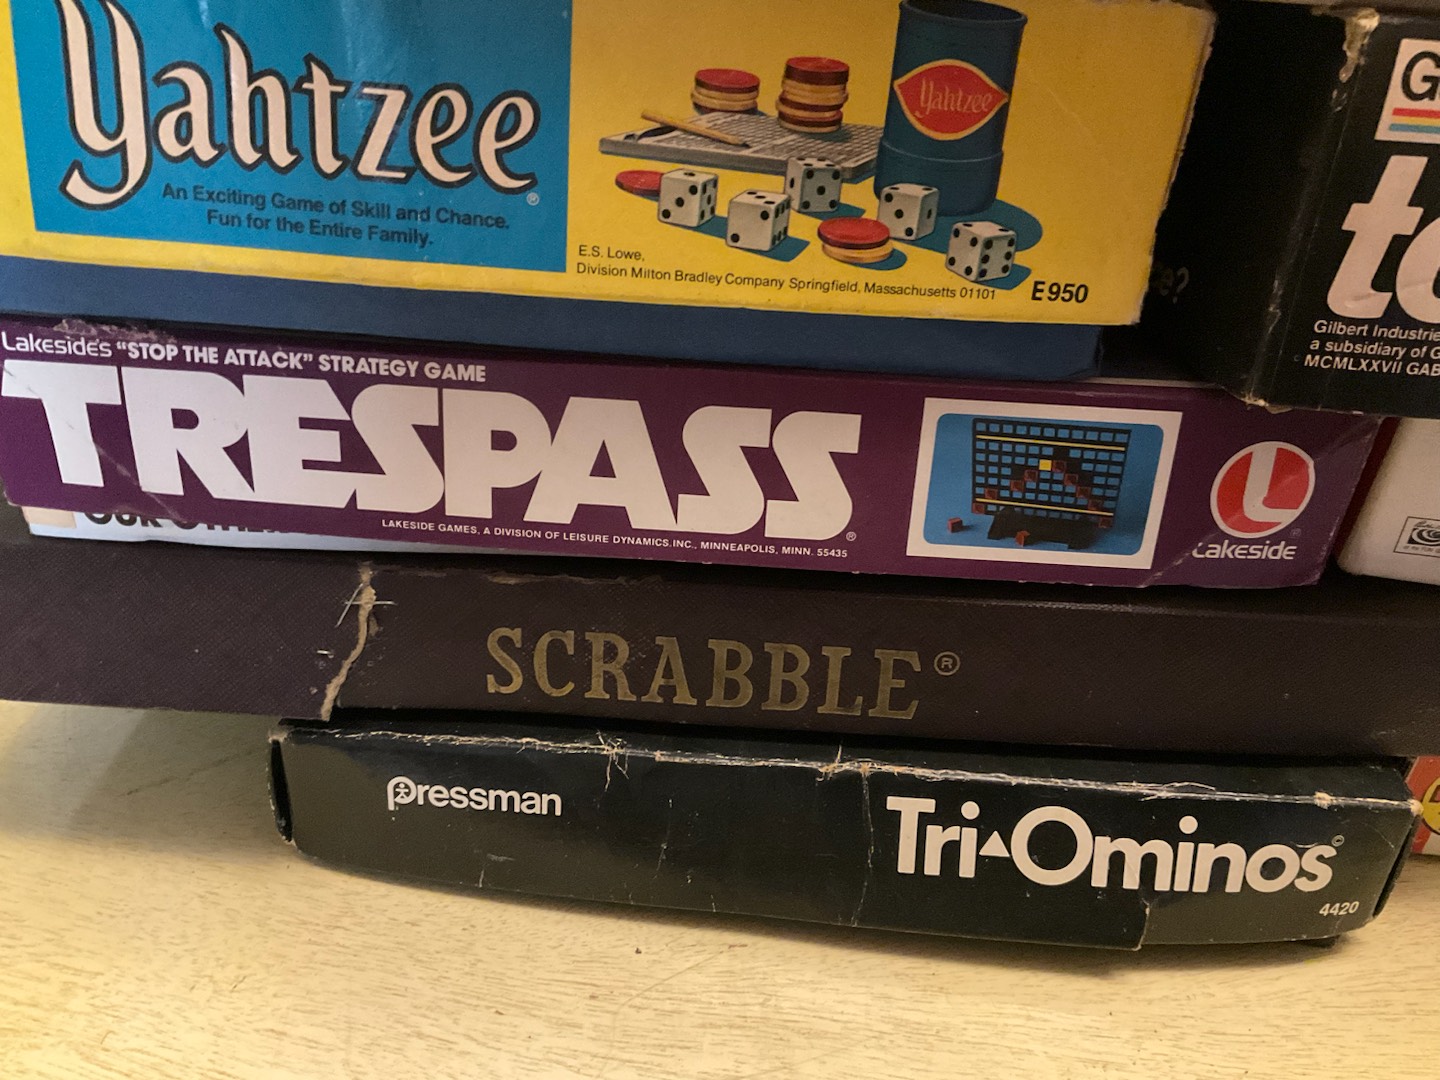 Yahtzee®
An Exciting Game of Skill and Chance.
Fun for the Entire Family.
Yahtzee
E.S. Lowe,
Division Milton Bradley Company Springfield, Massachusetts 01101
E950
Gilbert Industrie
a subsidiary of G
MCMLXXVII GAB
Lakeside's "STOP THE ATTACK" STRATEGY GAME
TRESPASS®
LAKESIDE GAMES, A DIVISION OF LEISURE DYNAMICS, INC., MINNEAPOLIS, MINN. 55435
L
Lakeside
SCRABBLE®
Pressman
Tri-Ominos©
4420